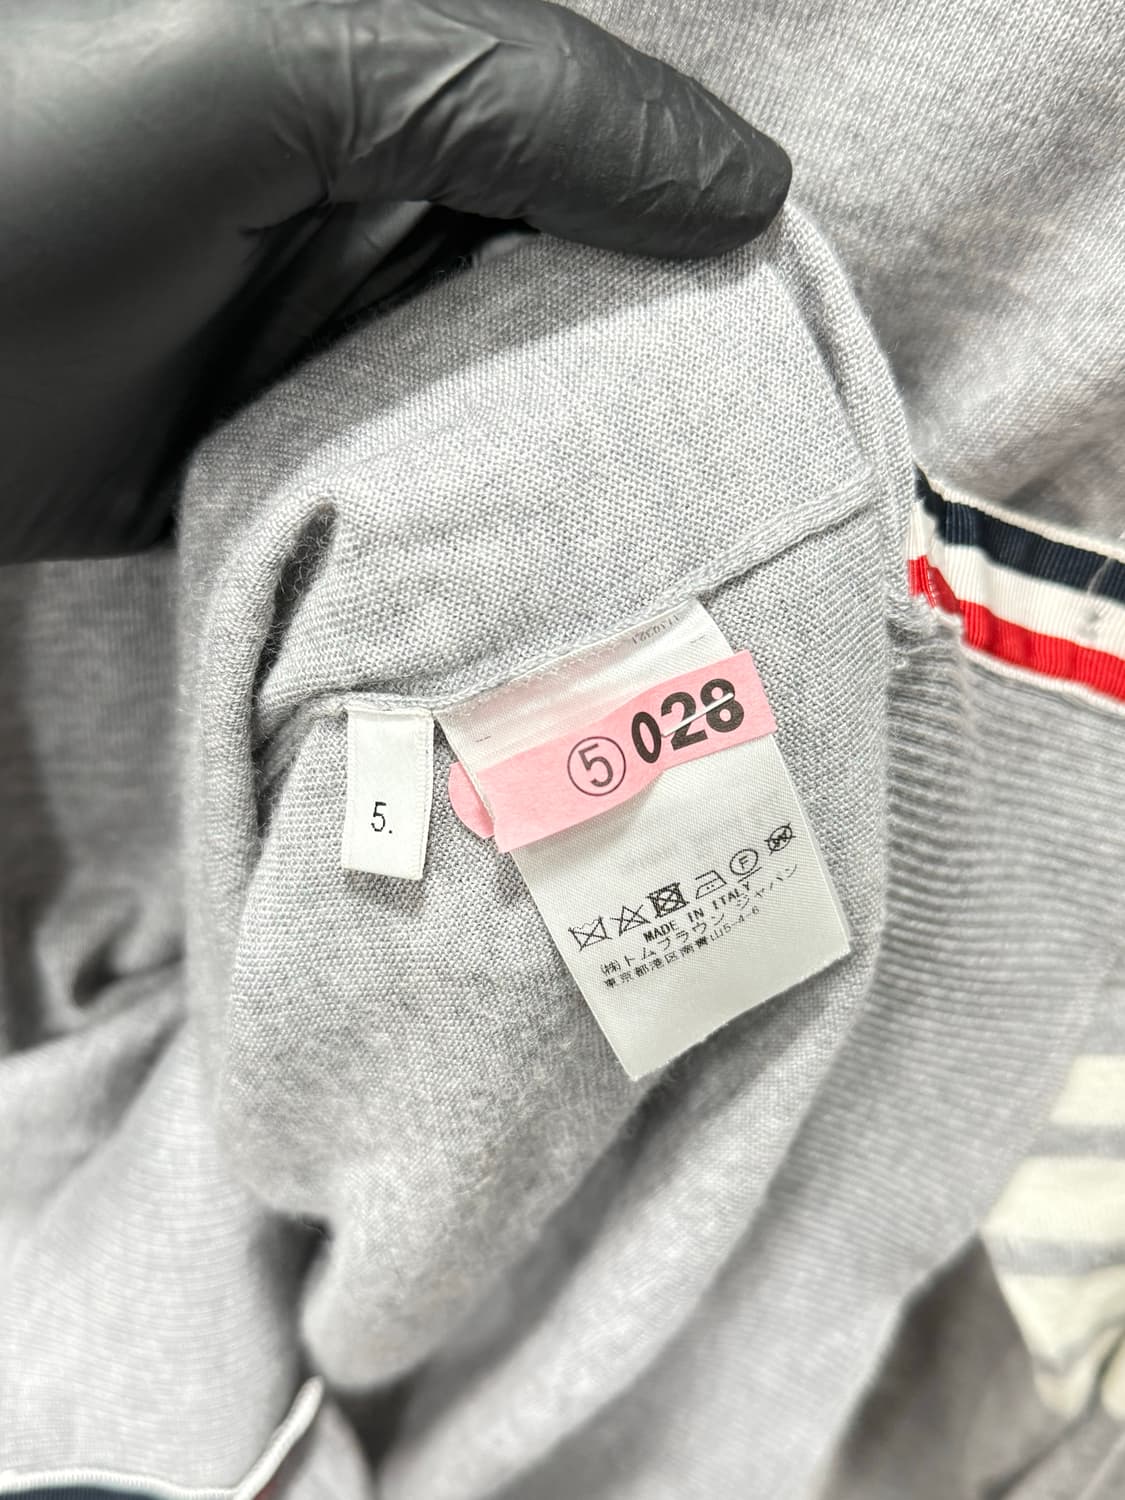 ⑤028
5.
F
W
MADE IN ITALY
(株)トムブラウン ジャパン
東京都港区南青山5-4-6